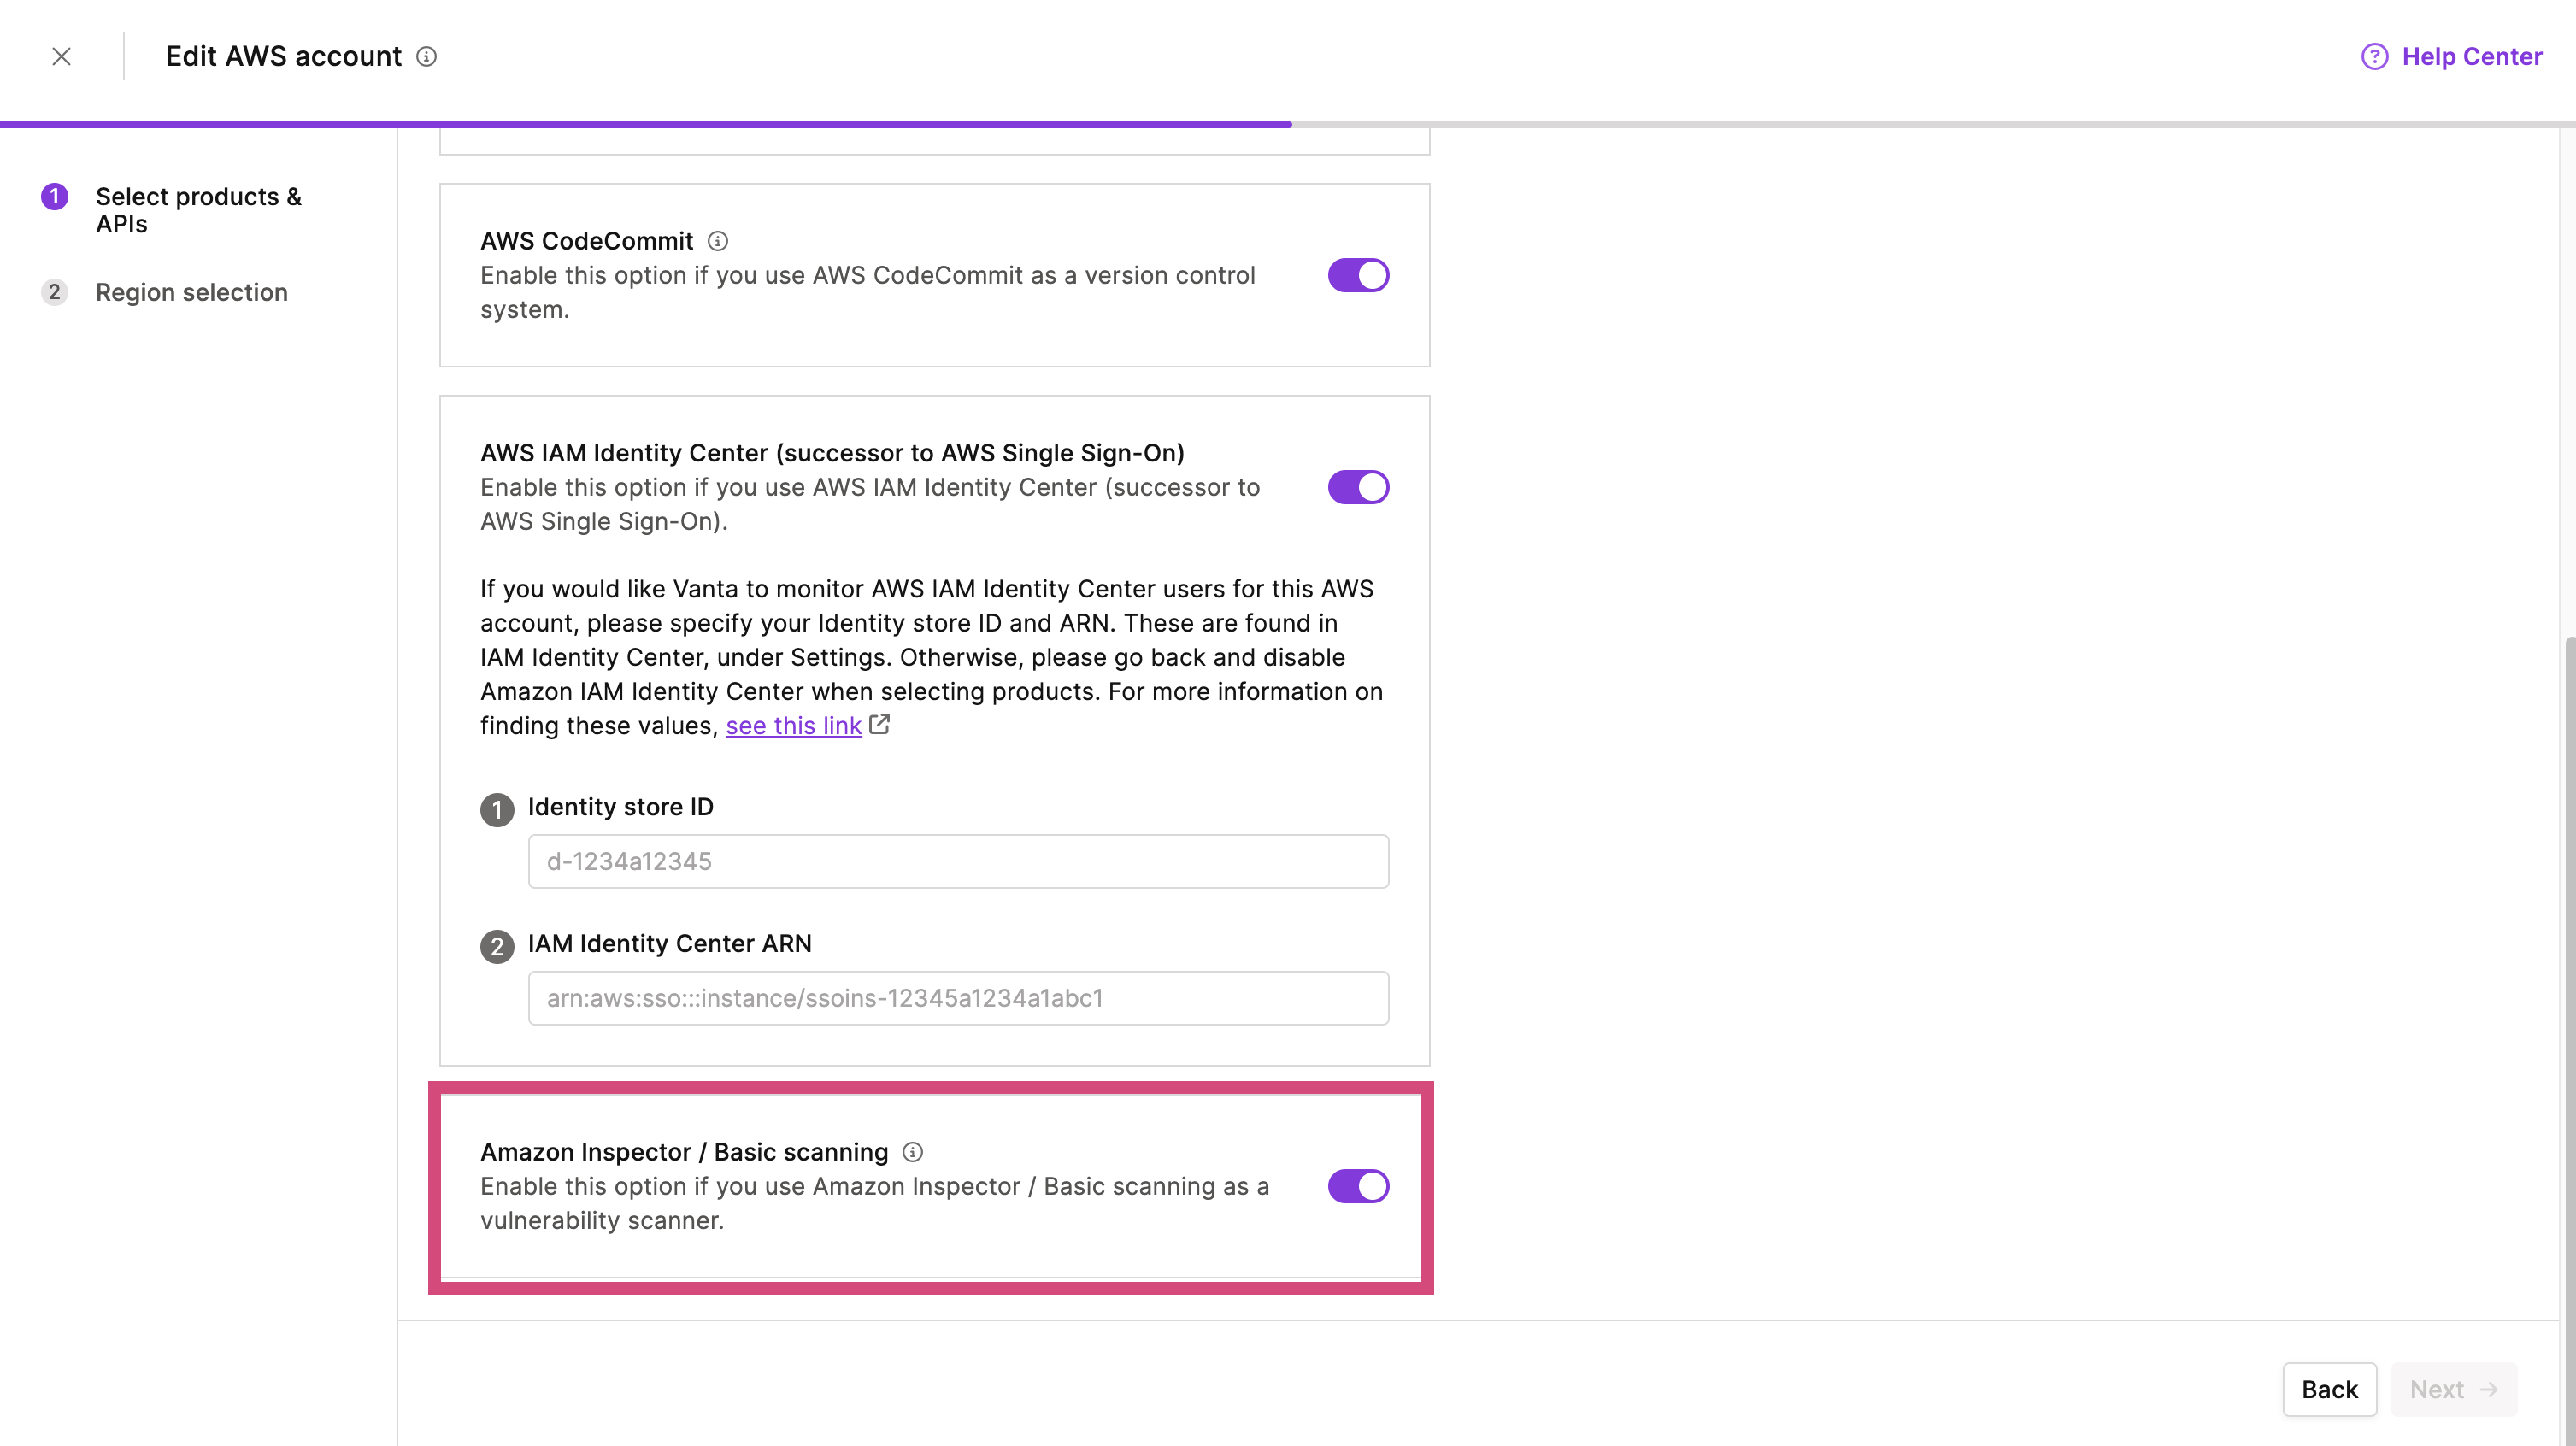 Edit AWS account
Help Center
1 Select products &
APIs
2 Region selection
AWS CodeCommit
Enable this option if you use AWS CodeCommit as a version control
system.
AWS IAM Identity Center (successor to AWS Single Sign-On)
Enable this option if you use AWS IAM Identity Center (successor to
AWS Single Sign-On).
If you would like Vanta to monitor AWS IAM Identity Center users for this AWS
account, please specify your Identity store ID and ARN. These are found in
IAM Identity Center, under Settings. Otherwise, please go back and disable
Amazon IAM Identity Center when selecting products. For more information on
finding these values, see this link
1 Identity store ID
d-1234a12345
2 IAM Identity Center ARN
arn:aws:sso:::instance/ssoins-12345a1234a1abc1
Amazon Inspector / Basic scanning
Enable this option if you use Amazon Inspector / Basic scanning as a
vulnerability scanner.
Back
Next